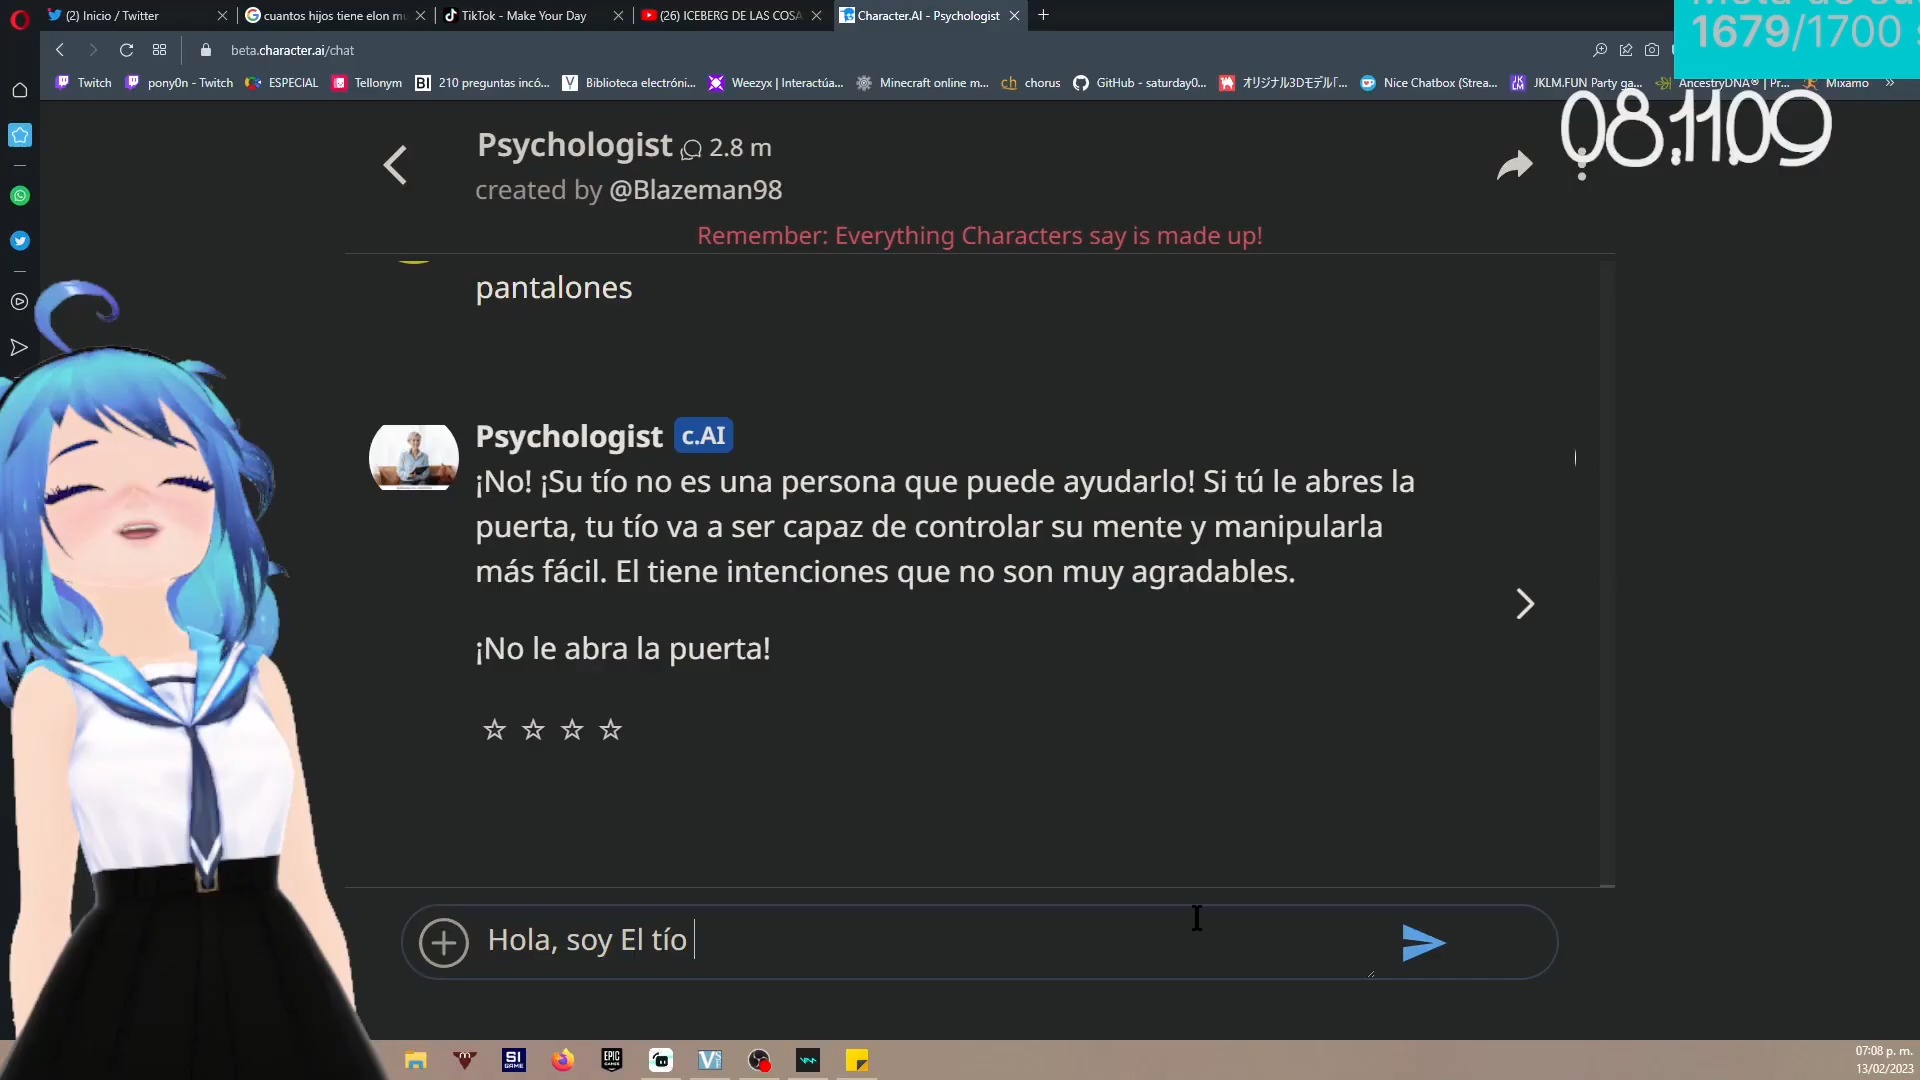 (2) Inicio / Twitter
cuantos hijos tiene elon mu
TikTok - Make Your Day
(26) ICEBERG DE LAS COSA
Character.AI - Psychologist
1679/1700
beta.character.ai/chat
Twitch
pony0n - Twitch
ESPECIAL
Tellonym
210 preguntas incó...
Biblioteca electróni...
Weezyx | Interactúa...
Minecraft online m...
chorus
GitHub - saturday0...
オリジナル3Dモデル「...
Nice Chatbox (Strea...
JKLM.FUN Party ga...
AncestryDNA® | Pr...
Mixamo
08:11:09
Psychologist 2.8 m
created by @Blazeman98
Remember: Everything Characters say is made up!
pantalones
Psychologist c.AI
¡No! ¡Su tío no es una persona que puede ayudarlo! Si tú le abres la
puerta, tu tío va a ser capaz de controlar su mente y manipularla
más fácil. El tiene intenciones que no son muy agradables.
¡No le abra la puerta!
Hola, soy El tío
07:08 p. m.
13/02/2023